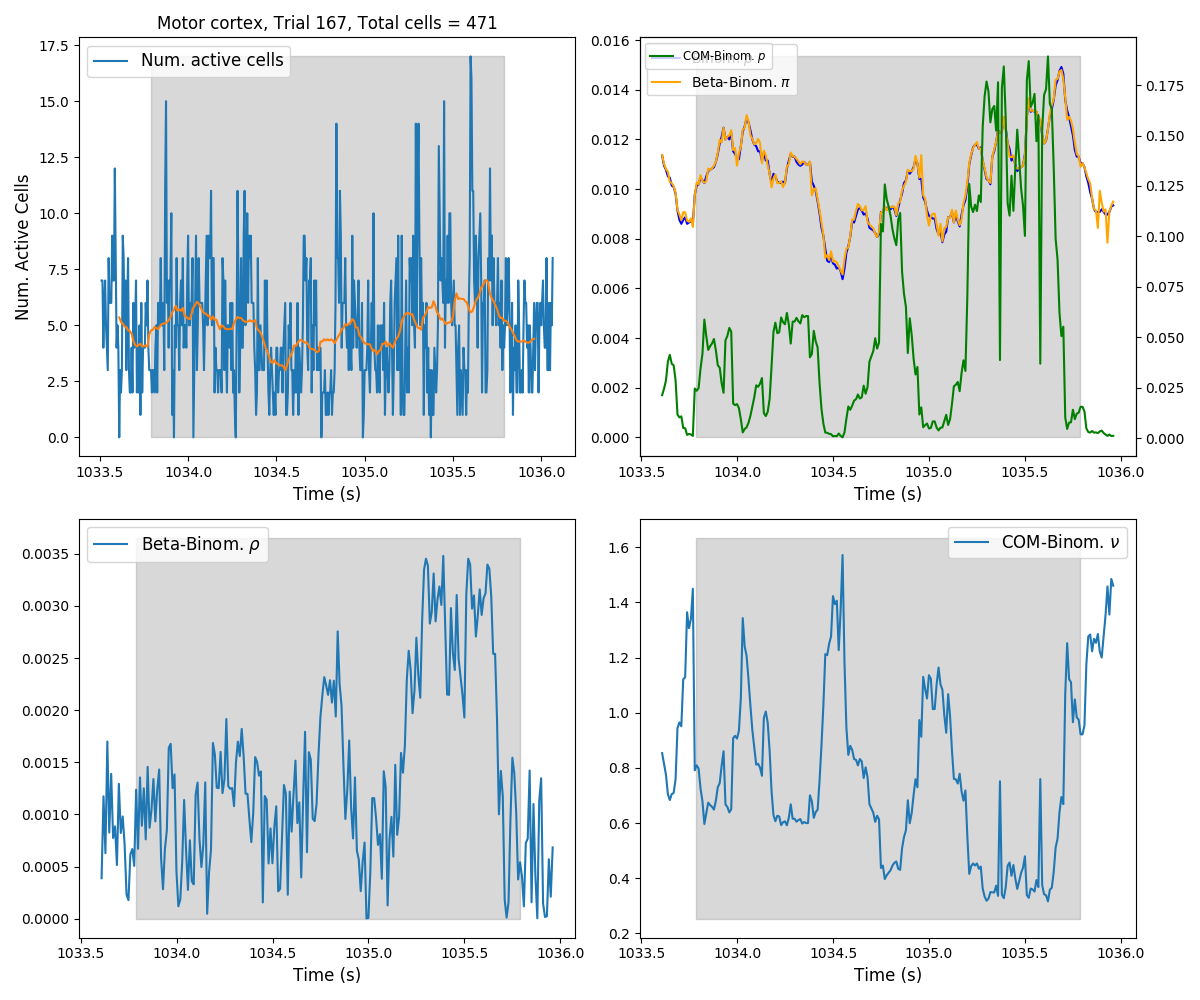 Motor cortex, Trial 167, Total cells = 471
Num. active cells
Num. Active Cells
17.5
15.0
12.5
10.0
7.5
5.0
2.5
0.0
1033.5 1034.0 1034.5 1035.0 1035.5 1036.0
Time (s)
COM-Binom. p
Beta-Binom. π
0.016
0.014
0.012
0.010
0.008
0.006
0.004
0.002
0.000
0.175
0.150
0.125
0.100
0.075
0.050
0.025
0.000
1033.5 1034.0 1034.5 1035.0 1035.5 1036.0
Time (s)
Beta-Binom. ρ
0.0035
0.0030
0.0025
0.0020
0.0015
0.0010
0.0005
0.0000
1033.5 1034.0 1034.5 1035.0 1035.5 1036.0
Time (s)
COM-Binom. ν
1.6
1.4
1.2
1.0
0.8
0.6
0.4
0.2
1033.5 1034.0 1034.5 1035.0 1035.5 1036.0
Time (s)